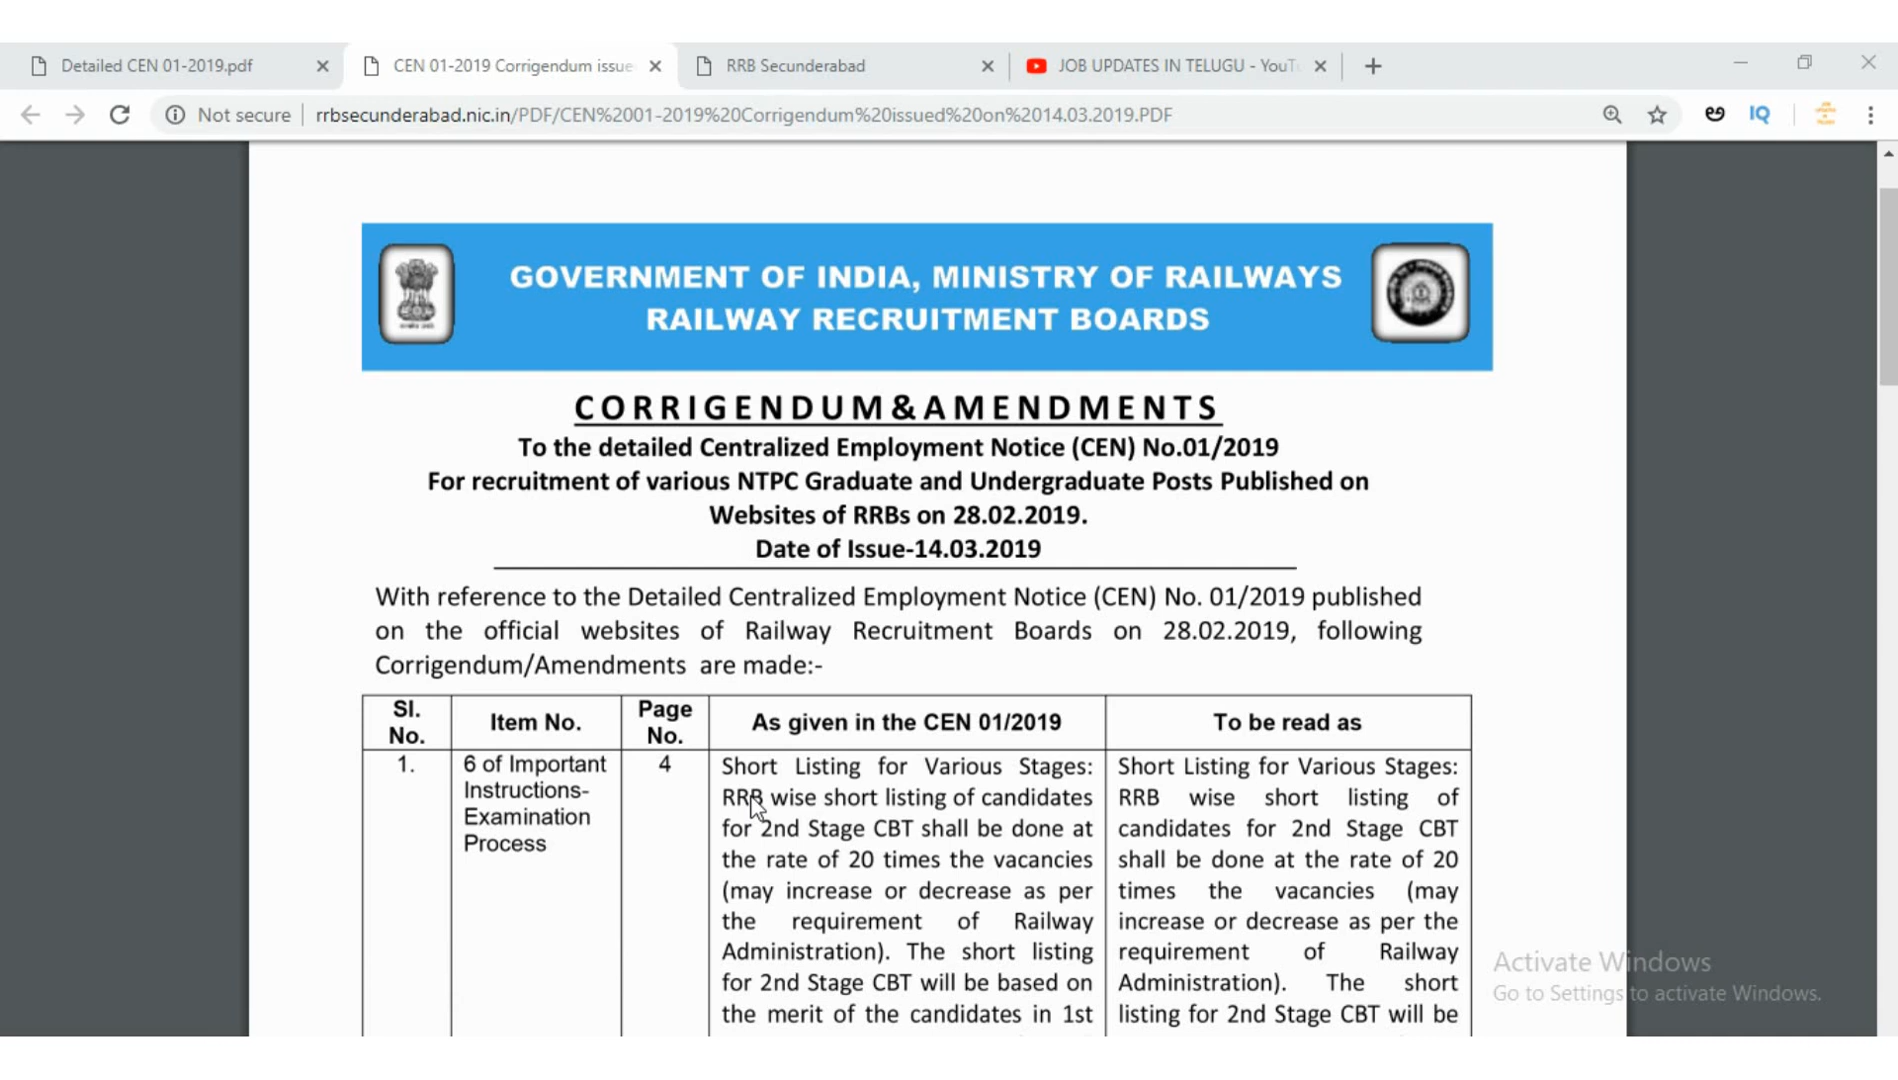 Detailed CEN 01-2019.pdf
CEN 01-2019 Corrigendum issue
RRB Secunderabad
JOB UPDATES IN TELUGU - YouT
Not secure
rrbsecunderabad.nic.in/PDF/CEN%2001-2019%20Corrigendum%20issued%20on%2014.03.2019.PDF
IQ
GOVERNMENT OF INDIA, MINISTRY OF RAILWAYS
RAILWAY RECRUITMENT BOARDS
CORRIGENDUM&AMENDMENTS
To the detailed Centralized Employment Notice (CEN) No.01/2019
For recruitment of various NTPC Graduate and Undergraduate Posts Published on
Websites of RRBs on 28.02.2019.
Date of Issue-14.03.2019
With reference to the Detailed Centralized Employment Notice (CEN) No. 01/2019 published
on the official websites of Railway Recruitment Boards on 28.02.2019, following
Corrigendum/Amendments are made:-
Sl.
No.
Item No.
Page
No.
As given in the CEN 01/2019
To be read as
1.
6 of Important
Instructions-
Examination
Process
4
Short Listing for Various Stages:
RRB wise short listing of candidates
for 2nd Stage CBT shall be done at
the rate of 20 times the vacancies
(may increase or decrease as per
the requirement of Railway
Administration). The short listing
for 2nd Stage CBT will be based on
the merit of the candidates in 1st
Short Listing for Various Stages:
RRB wise short listing of
candidates for 2nd Stage CBT
shall be done at the rate of 20
times the vacancies (may
increase or decrease as per the
requirement of Railway
Administration). The short
listing for 2nd Stage CBT will be
Activate Windows
Go to Settings to activate Windows.